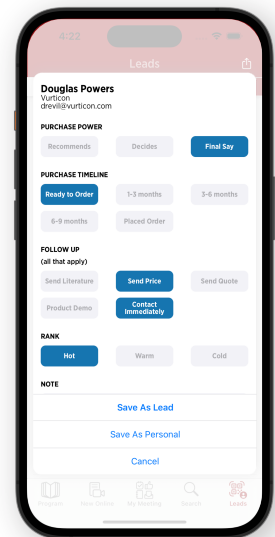 4:22
Leads
Douglas Powers
Vurticon
drevil@vurticon.com
PURCHASE POWER
Recommends Decides Final Say
PURCHASE TIMELINE
Ready to Order 1-3 months 3-6 months
6-9 months Placed Order
FOLLOW UP
(all that apply)
Send Literature Send Price Send Quote
Product Demo Contact Immediately
RANK
Hot Warm Cold
NOTE
Save As Lead
Save As Personal
Cancel
Program View Online My Meeting Search Leads